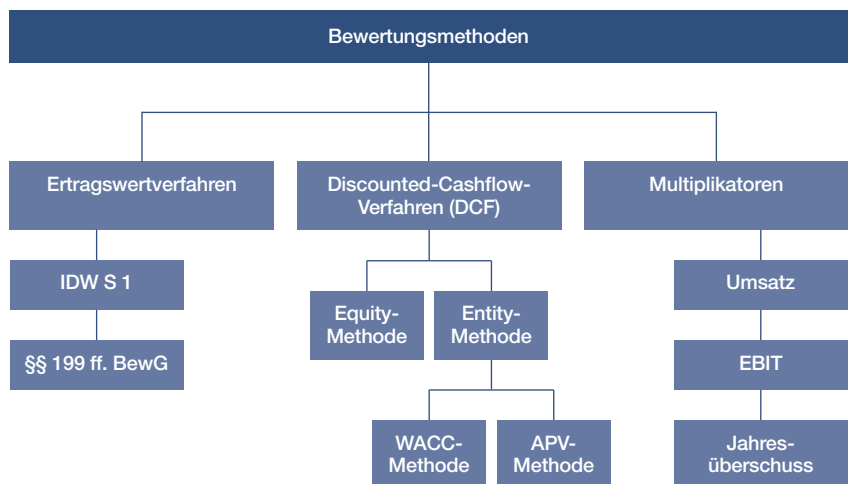 Bewertungsmethoden
Ertragswertverfahren
Discounted-Cashflow-
Verfahren (DCF)
Multiplikatoren
IDW S 1
Umsatz
Equity-
Methode
Entity-
Methode
§§ 199 ff. BewG
EBIT
WACC-
Methode
APV-
Methode
Jahres-
überschuss